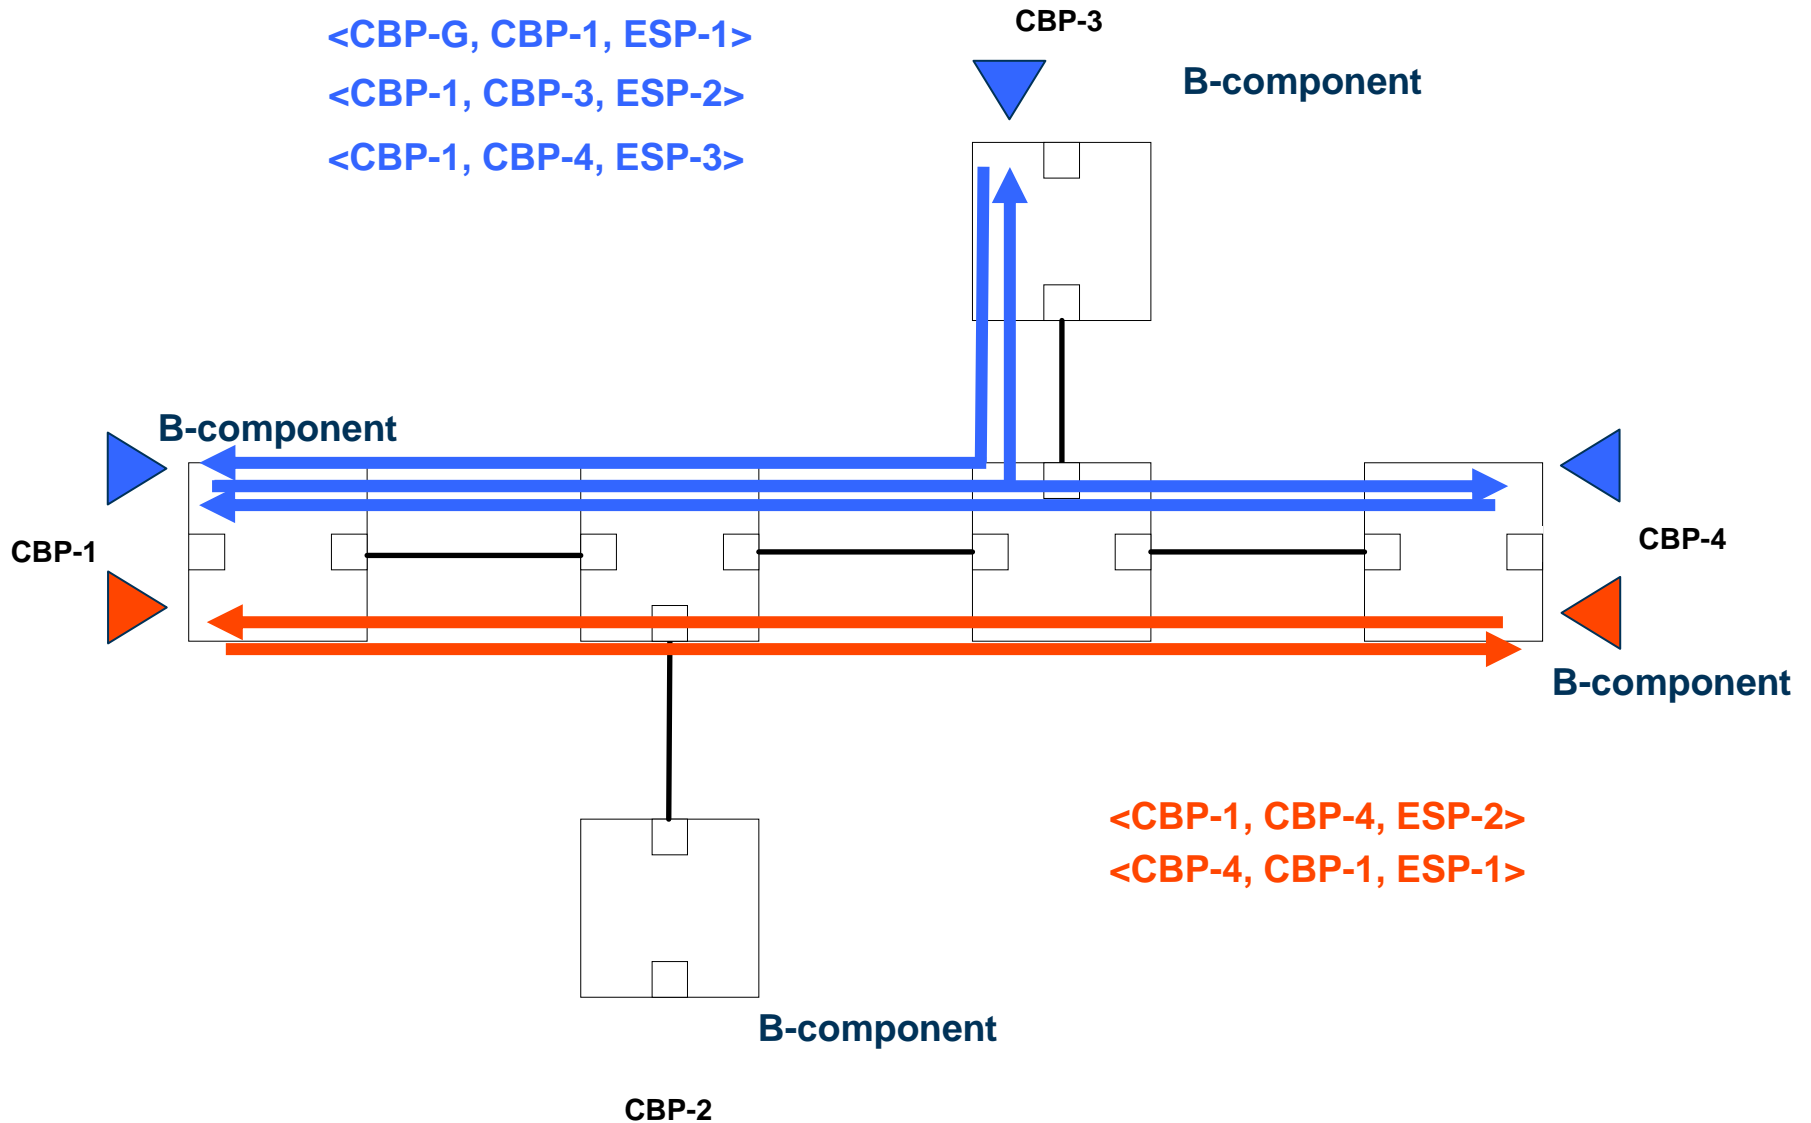 <CBP-G, CBP-1, ESP-1>
<CBP-1, CBP-3, ESP-2>
<CBP-1, CBP-4, ESP-3>
CBP-3
B-component
B-component
CBP-1
CBP-4
B-component
<CBP-1, CBP-4, ESP-2>
<CBP-4, CBP-1, ESP-1>
B-component
CBP-2